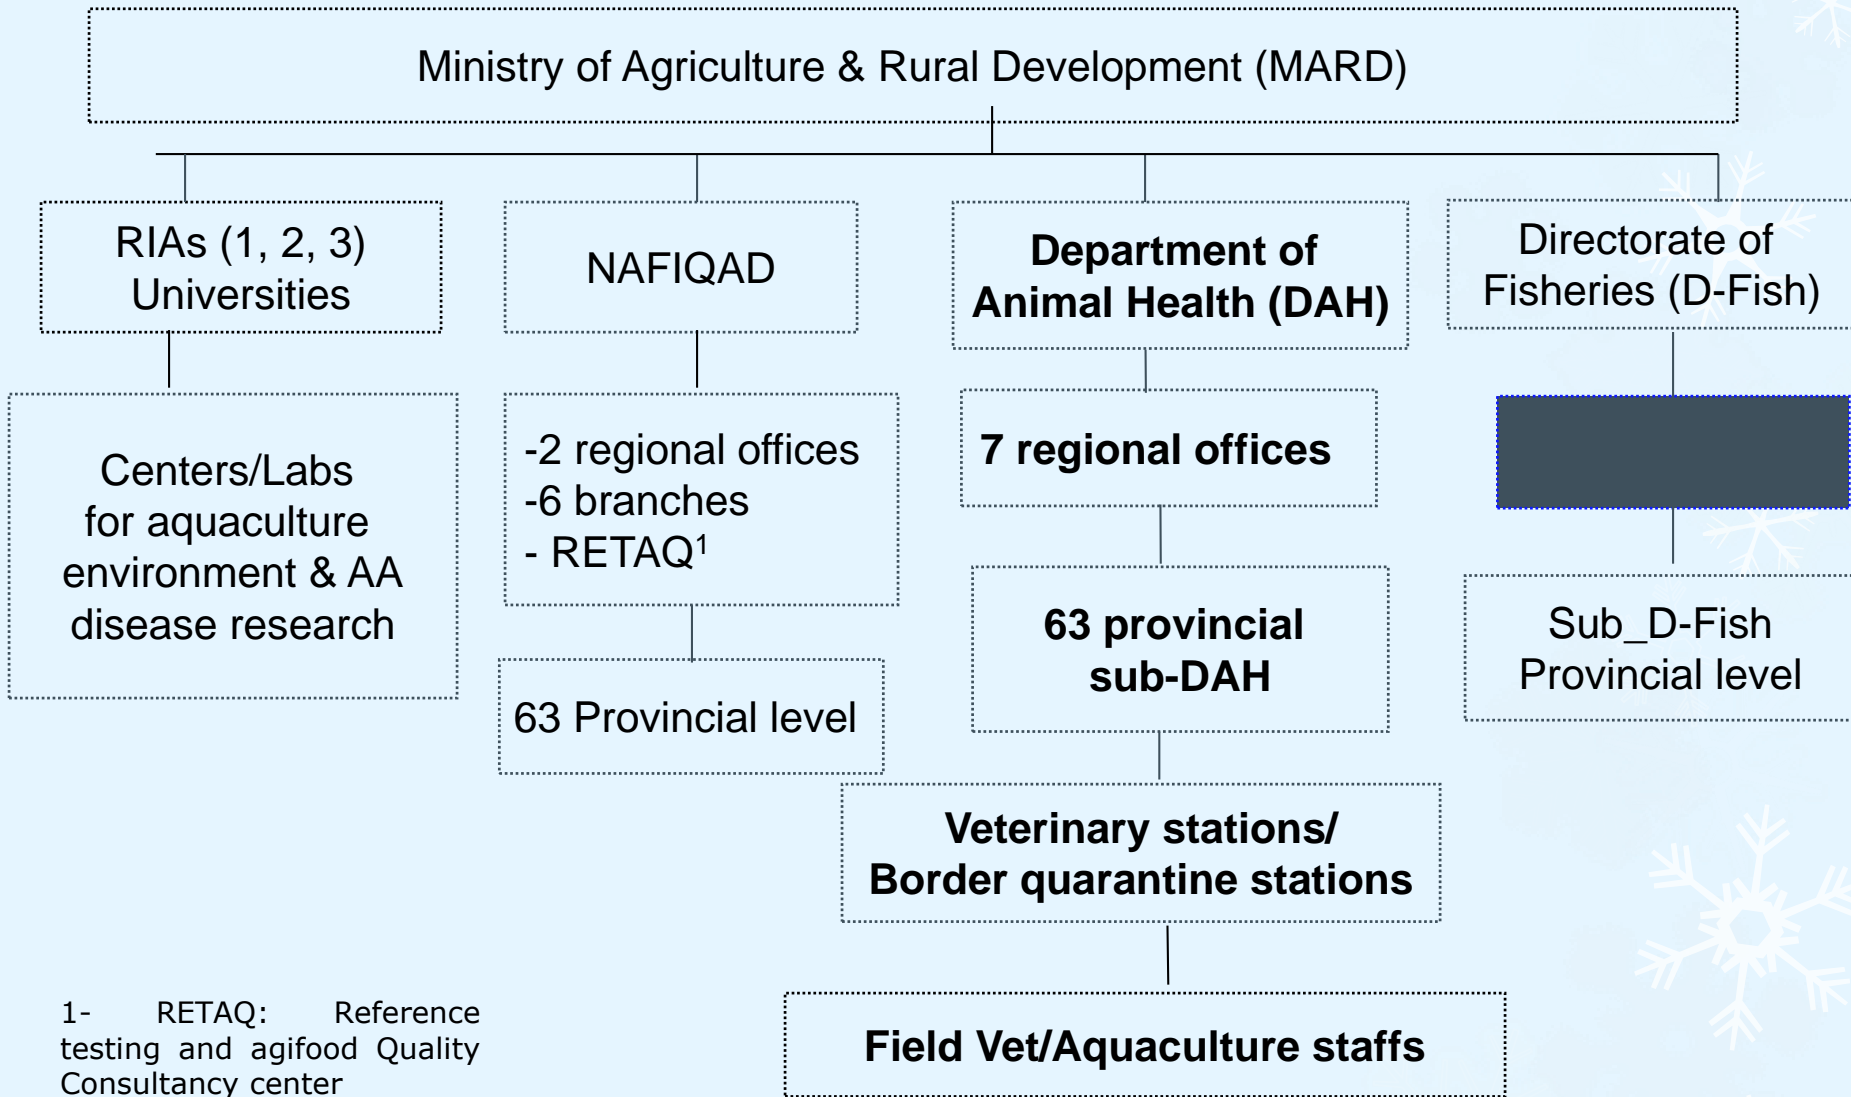 Ministry of Agriculture & Rural Development (MARD)
RIAs (1, 2, 3)
Universities
NAFIQAD
Department of
Animal Health (DAH)
Directorate of
Fisheries (D-Fish)
Centers/Labs
for aquaculture
environment & AA
disease research
-2 regional offices
-6 branches
- RETAQ¹
7 regional offices
63 provincial
sub-DAH
Sub_D-Fish
Provincial level
63 Provincial level
Veterinary stations/
Border quarantine stations
Field Vet/Aquaculture staffs
1- RETAQ: Reference
testing and agifood Quality
Consultancy center